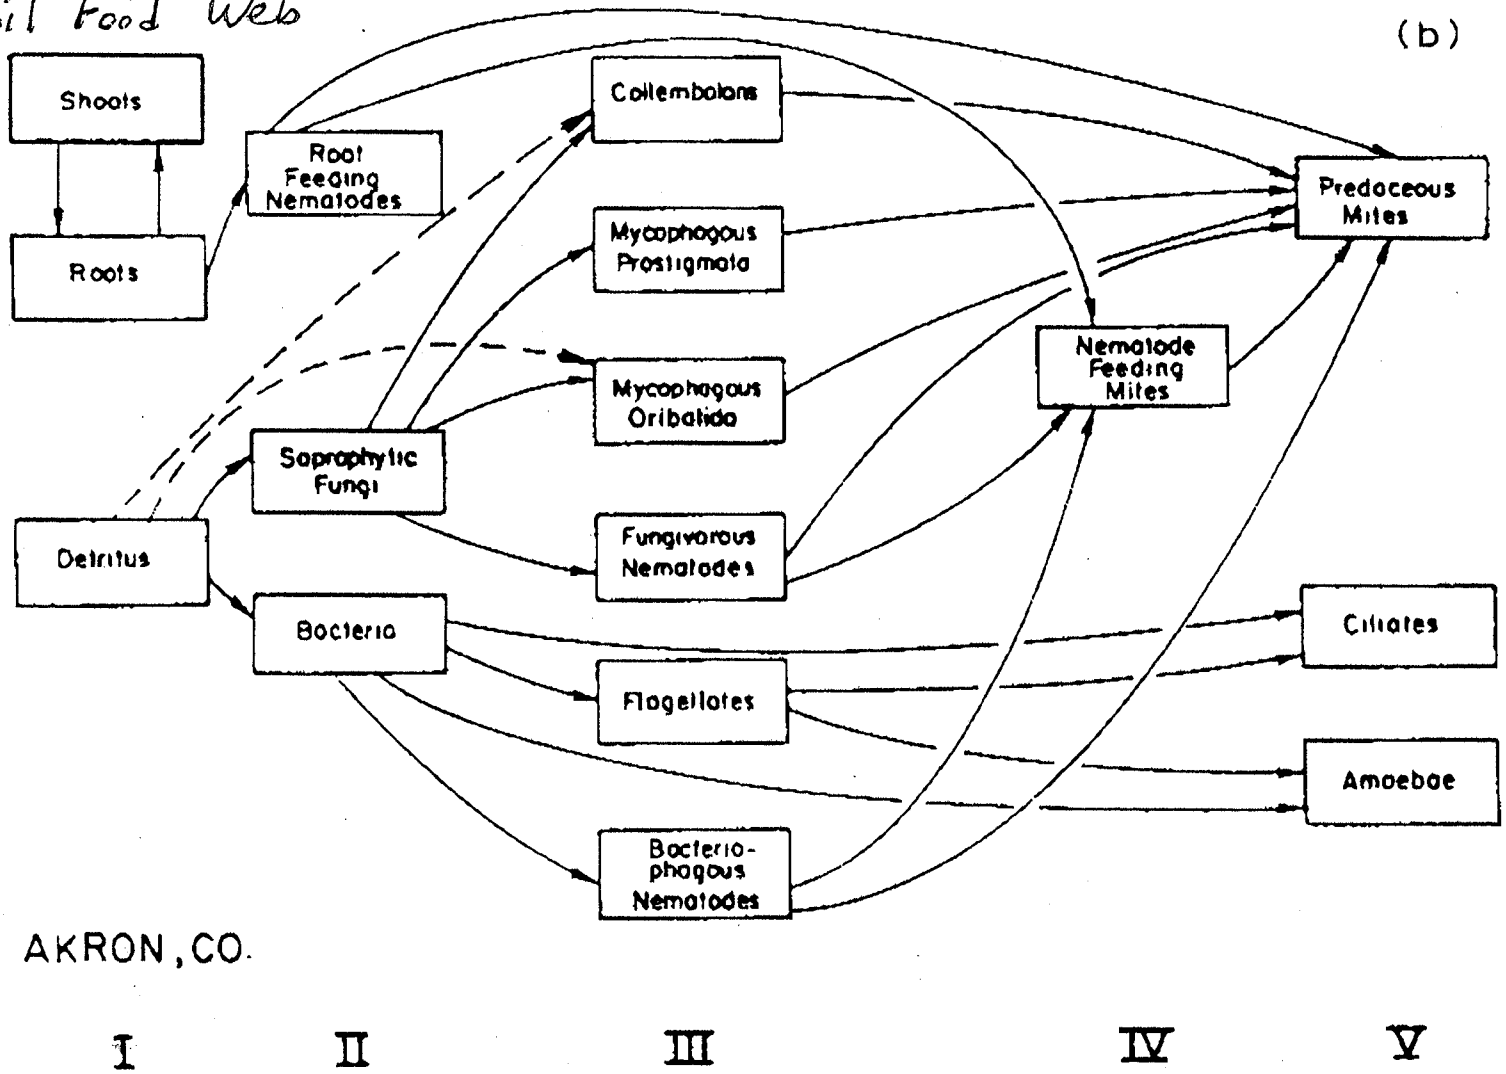 Food Web
(b)
Shoots
Roots
Root
Feeding
Nematodes
Collembolans
Mycophagous
Prostigmata
Mycophagous
Oribatida
Predaceous
Mites
Nematode
Feeding
Mites
Saprophytic
Fungi
Detritus
Fungivorous
Nematodes
Bacteria
Flagellates
Ciliates
Amoebae
Bacterio-
phagous
Nematodes
AKRON, CO.
I II III IV V